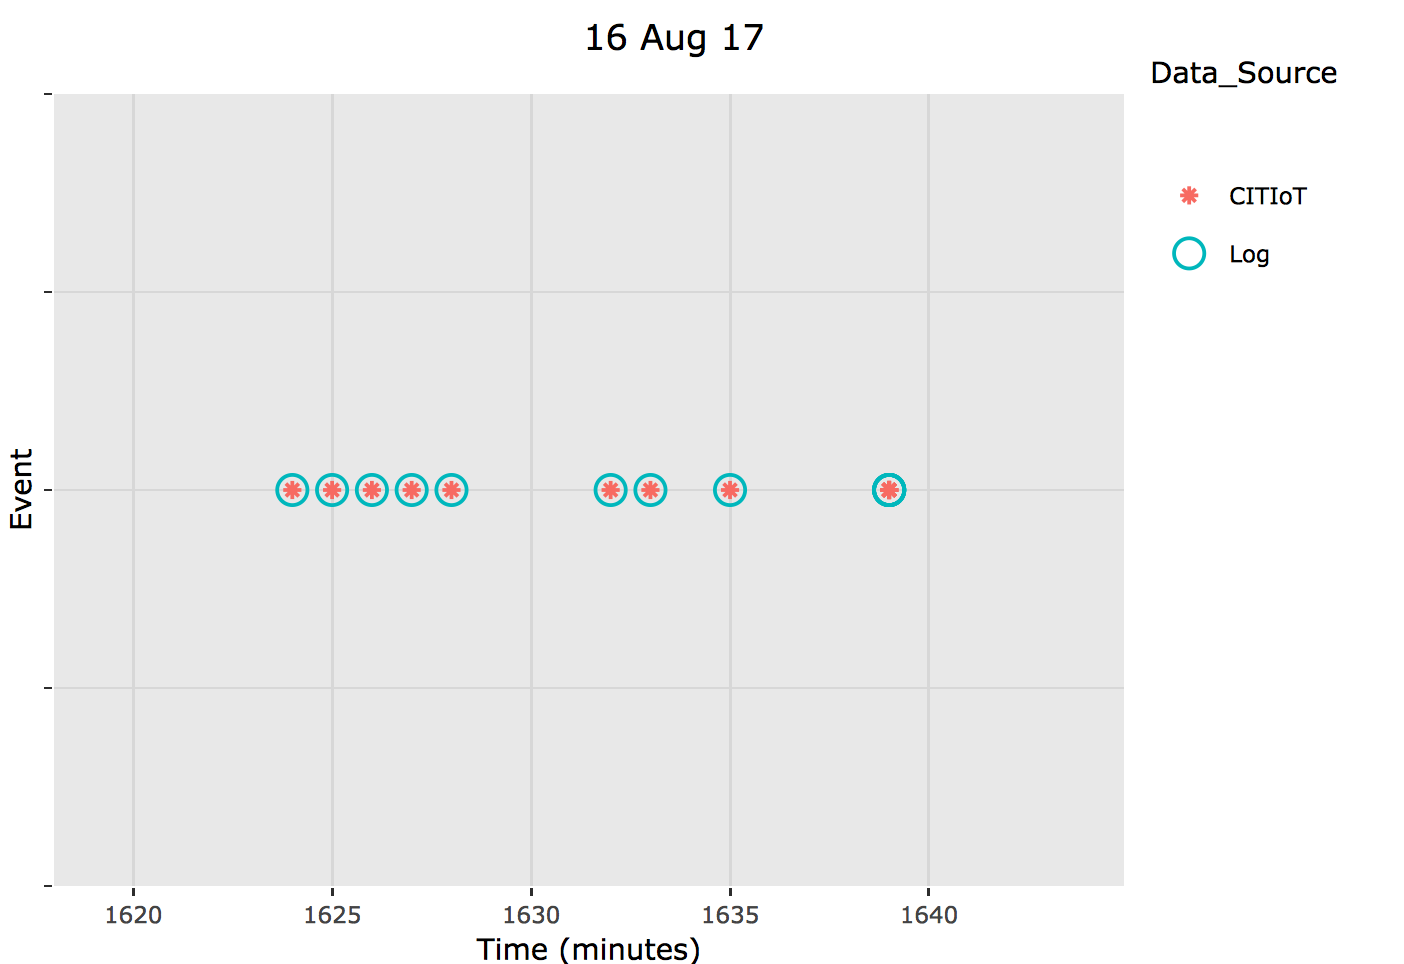 16 Aug 17
Data_Source
CITIoT
Log
Event
1620 1625 1630 1635 1640
Time (minutes)